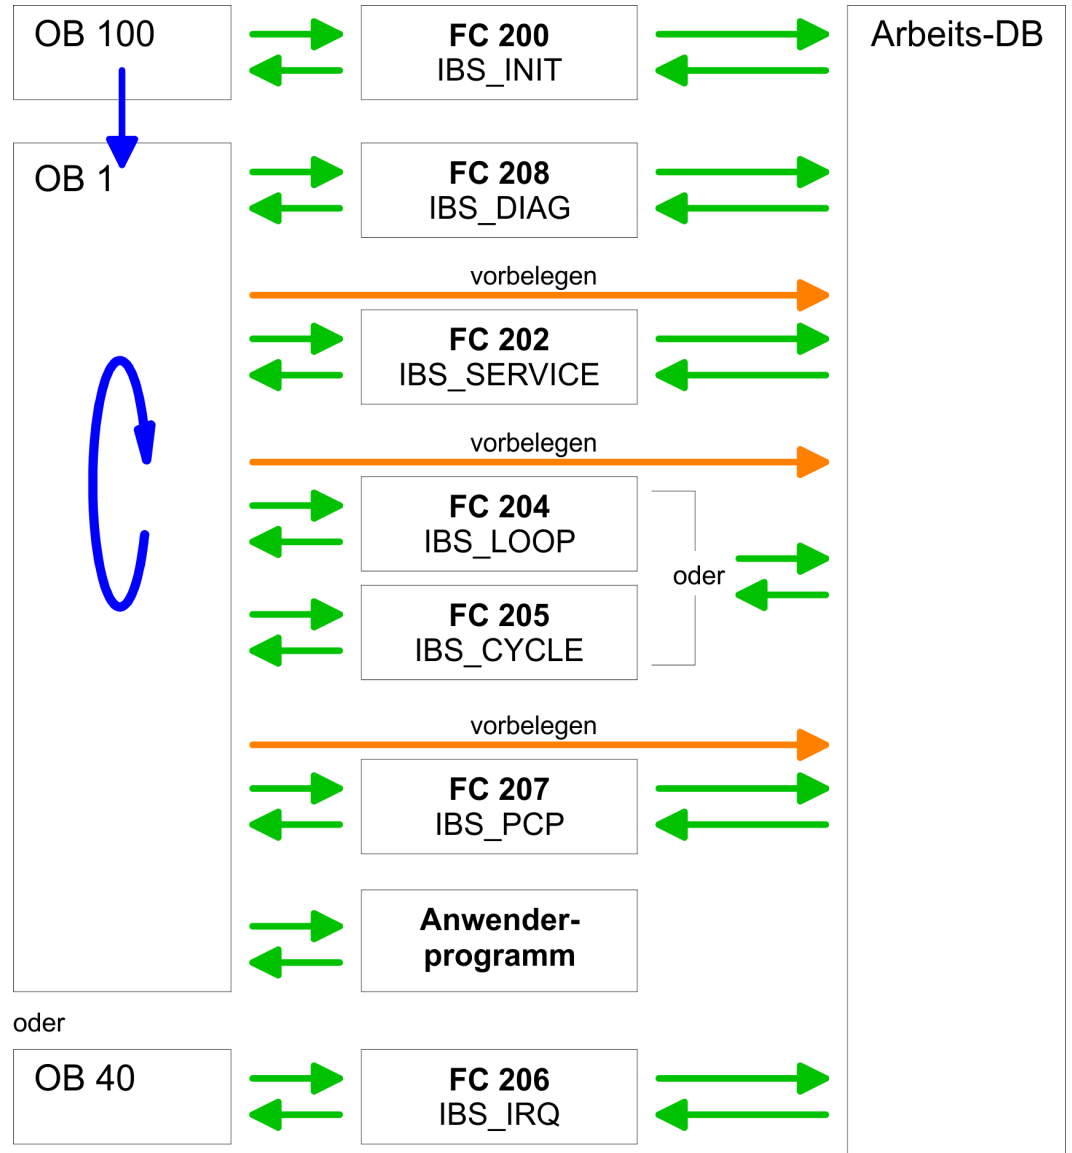 OB 100
FC 200
IBS_INIT
Arbeits-DB
OB 1
FC 208
IBS_DIAG
vorbelegen
FC 202
IBS_SERVICE
vorbelegen
FC 204
IBS_LOOP
oder
FC 205
IBS_CYCLE
vorbelegen
FC 207
IBS_PCP
Anwender-
programm
oder
OB 40
FC 206
IBS_IRQ